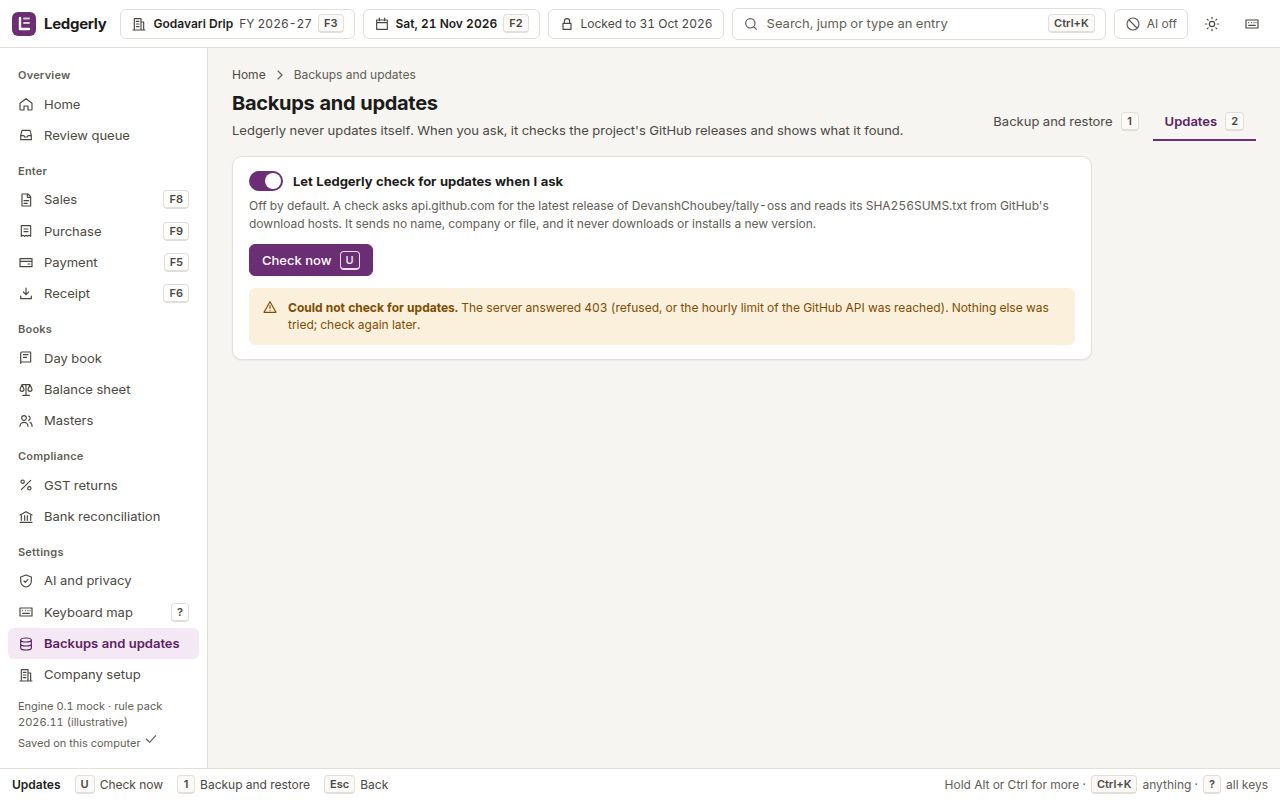 Ledgerly
Godavari Drip FY 2026-27 F3
Sat, 21 Nov 2026 F2
Locked to 31 Oct 2026
Search, jump or type an entry Ctrl+K
AI off
Overview
Home
Review queue
Enter
Sales F8
Purchase F9
Payment F5
Receipt F6
Books
Day book
Balance sheet
Masters
Compliance
GST returns
Bank reconciliation
Settings
AI and privacy
Keyboard map ?
Backups and updates
Company setup
Engine 0.1 mock · rule pack
2026.11 (illustrative)
Saved on this computer
Home Backups and updates
Backups and updates
Ledgerly never updates itself. When you ask, it checks the project's GitHub releases and shows what it found.
Backup and restore 1
Updates 2
Let Ledgerly check for updates when I ask
Off by default. A check asks api.github.com for the latest release of DevanshChoubey/tally-oss and reads its SHA256SUMS.txt from GitHub's
download hosts. It sends no name, company or file, and it never downloads or installs a new version.
Check now U
Could not check for updates. The server answered 403 (refused, or the hourly limit of the GitHub API was reached). Nothing else was
tried; check again later.
Updates U Check now 1 Backup and restore Esc Back
Hold Alt or Ctrl for more · Ctrl+K anything · ? all keys